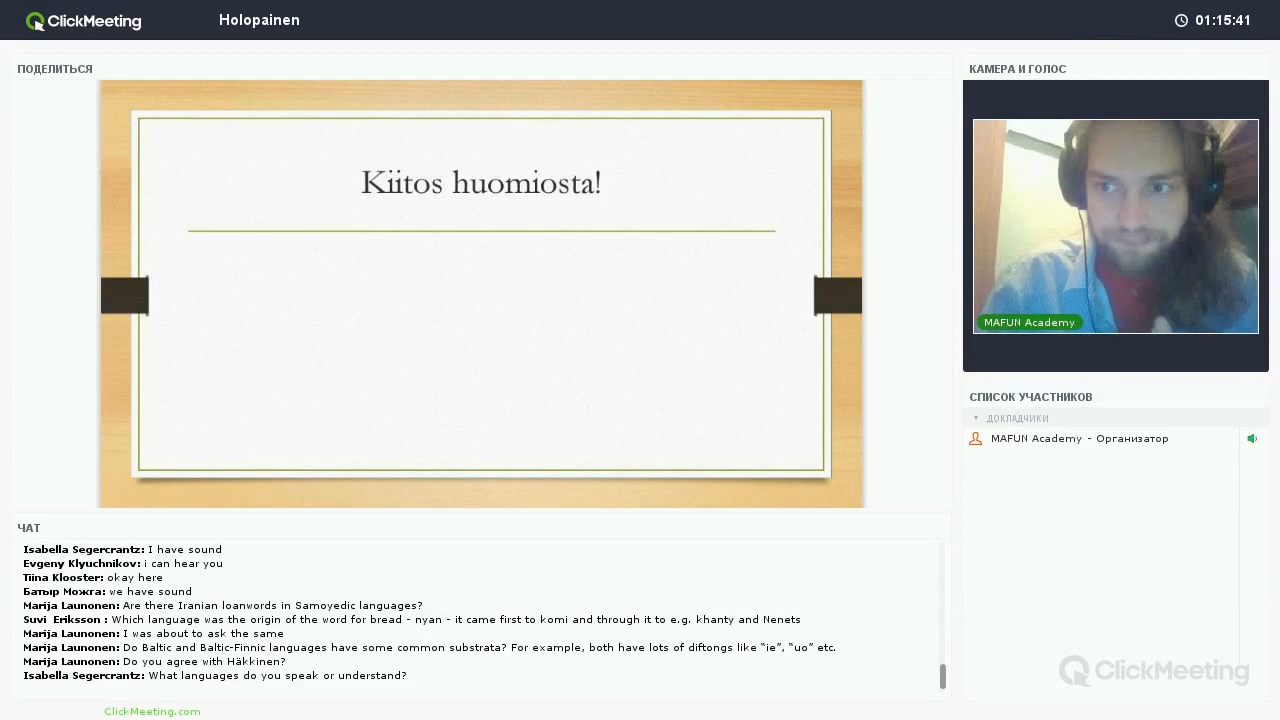 ClickMeeting
Holopainen
01:15:41
ПОДЕЛИТЬСЯ
Kiitos huomiosta!
КАМЕРА И ГОЛОС
MAFUN Academy
СПИСОК УЧАСТНИКОВ
ДОКЛАДЧИКИ
MAFUN Academy - Организатор
ЧАТ
Isabella Segercrantz: I have sound
Evgeny Klyuchnikov: i can hear you
Tiina Klooster: okay here
Батыр Можга: we have sound
Marija Launonen: Are there Iranian loanwords in Samoyedic languages?
Suvi Eriksson : Which language was the origin of the word for bread - nyan - it came first to komi and through it to e.g. khanty and Nenets
Marija Launonen: I was about to ask the same
Marija Launonen: Do Baltic and Baltic-Finnic languages have some common substrata? For example, both have lots of diftongs like “ie”, “uo” etc.
Marija Launonen: Do you agree with Häkkinen?
Isabella Segercrantz: What languages do you speak or understand?
ClickMeeting
ClickMeeting.com